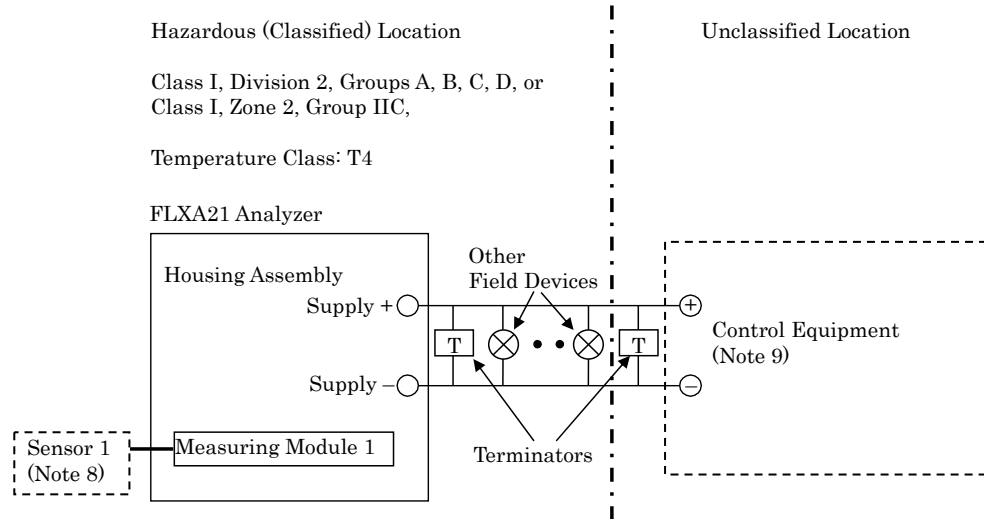 Hazardous (Classified) Location
Unclassified Location
Class I, Division 2, Groups A, B, C, D, or
Class I, Zone 2, Group IIC,
Temperature Class: T4
FLXA21 Analyzer
Housing Assembly
Other
Field Devices
Supply +
+
T
T
Control Equipment
(Note 9)
Supply –
–
Sensor 1
(Note 8)
Measuring Module 1
Terminators